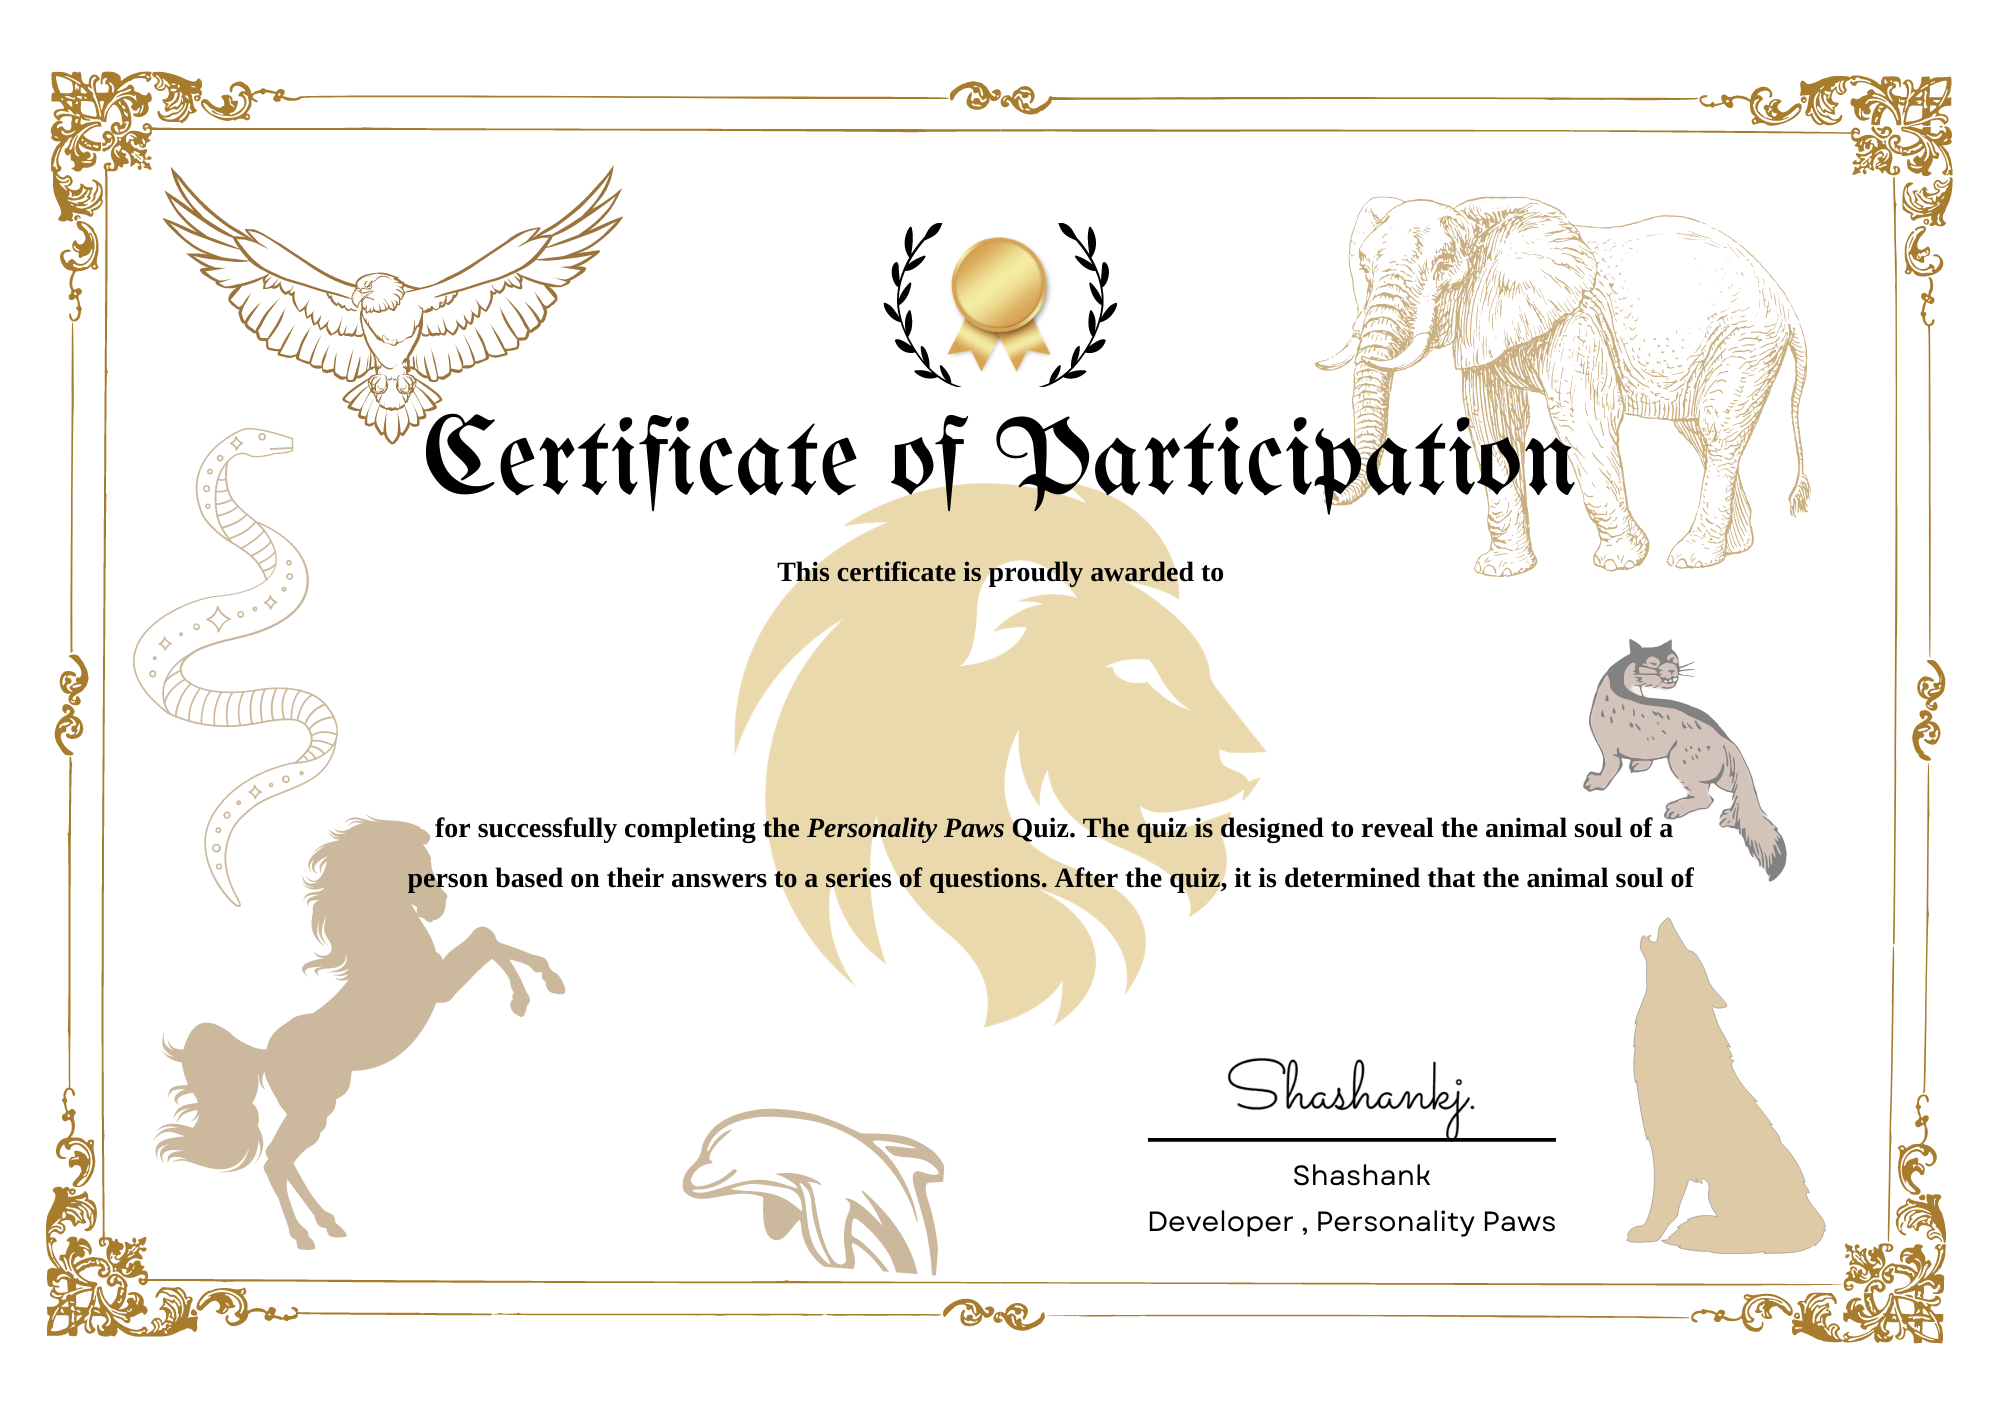 Certificate of Participation
This certificate is proudly awarded to
for successfully completing the Personality Paws Quiz. The quiz is designed to reveal the animal soul of a
person based on their answers to a series of questions. After the quiz, it is determined that the animal soul of
Shashankj.
Shashank
Developer , Personality Paws